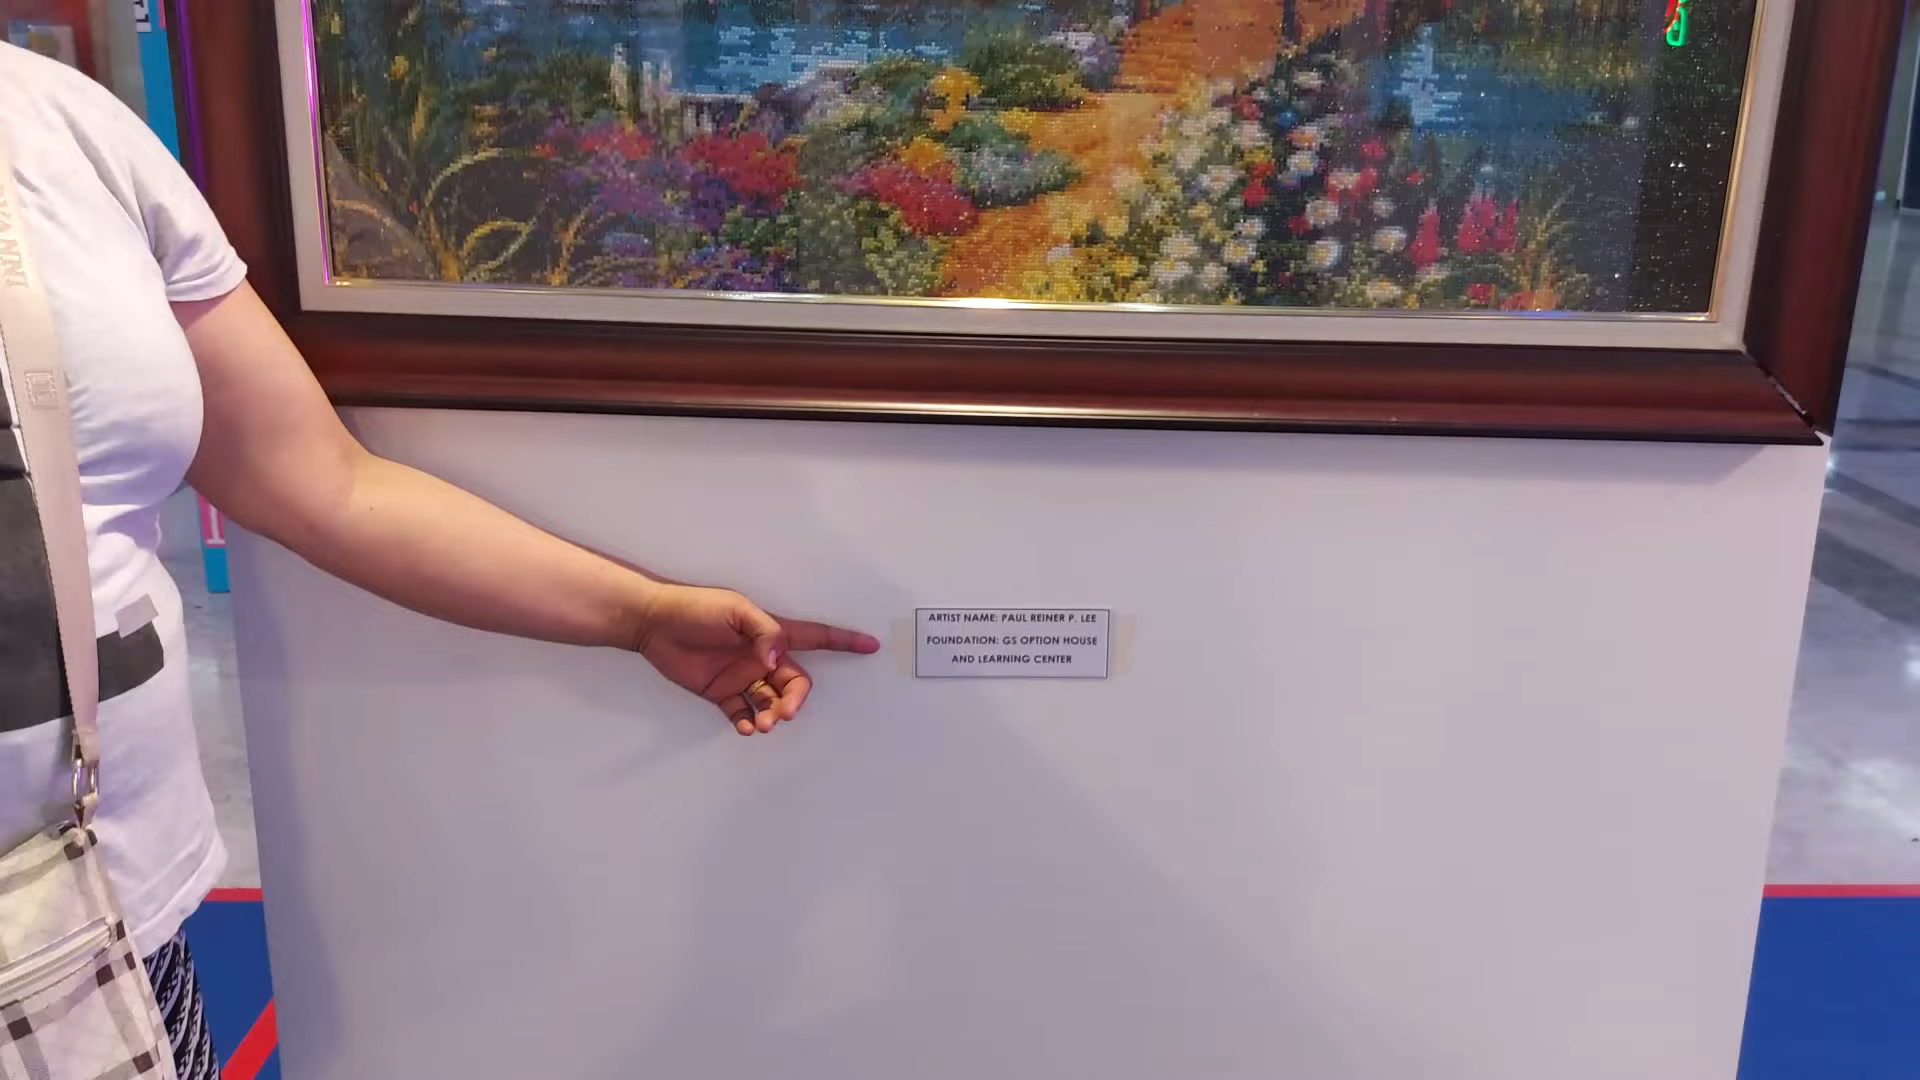 ARTIST NAME: PAUL REINER P. LEE
FOUNDATION: GS OPTION HOUSE
AND LEARNING CENTER